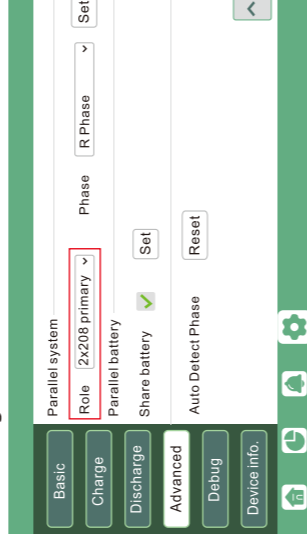 Basic
Charge
Discharge
Advanced
Debug
Device info.
Parallel system
Role 2x208 primary Phase R Phase Set
Parallel battery
Share battery Set
Auto Detect Phase Reset